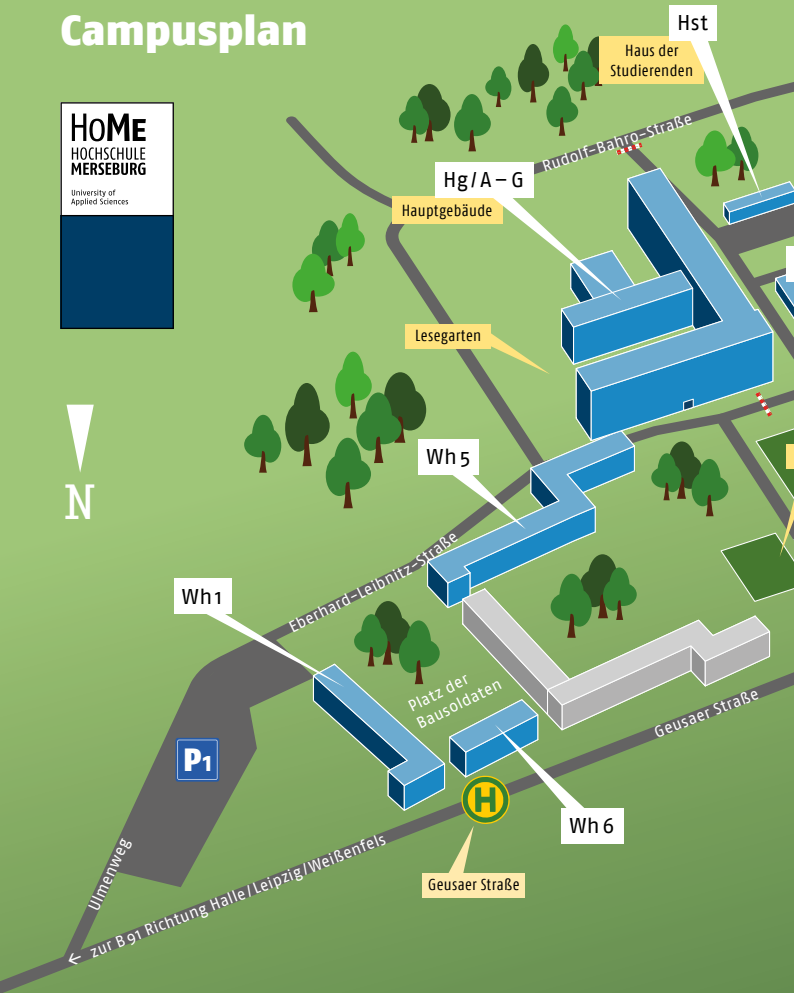 Campusplan
Hst
Haus der
Studierenden
HOME
HOCHSCHULE
MERSEBURG
University of
Applied Sciences
Rudolf-Bahro-Straße
Hg/A – G
Hauptgebäude
Lesegarten
Wh 5
N
Eberhard-Leibnitz-Straße
Wh 1
Platz der
Bausoldaten
Geusaer Straße
P1
H
Wh 6
Geusaer Straße
Ulmenweg
← zur B 91 Richtung Halle/Leipzig/Weißenfels